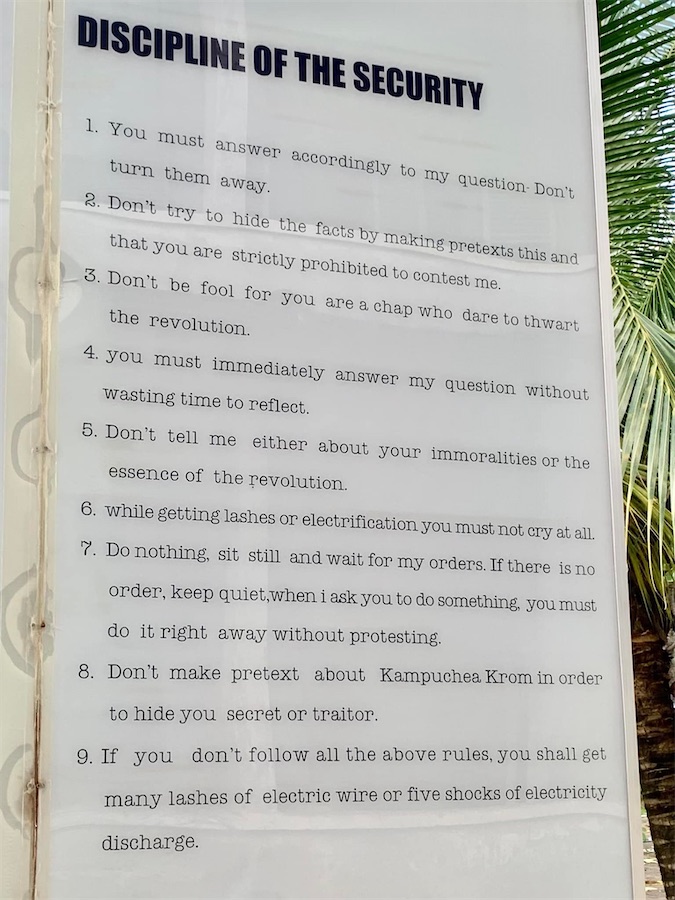 DISCIPLINE OF THE SECURITY
1. You must answer accordingly to my question- Don't
turn them away.
2. Don't try to hide the facts by making pretexts this and
that you are strictly prohibited to contest me.
3. Don't be fool for you are a chap who dare to thwart
the revolution.
4. you must immediately answer my question without
wasting time to reflect.
5. Don't tell me either about your immoralities or the
essence of the revolution.
6. while getting lashes or electrification you must not cry at all.
7. Do nothing, sit still and wait for my orders. If there is no
order, keep quiet,when i ask you to do something, you must
do it right away without protesting.
8. Don't make pretext about Kampuchea Krom in order
to hide you secret or traitor.
9. If you don't follow all the above rules, you shall get
many lashes of electric wire or five shocks of electricity
discharge.